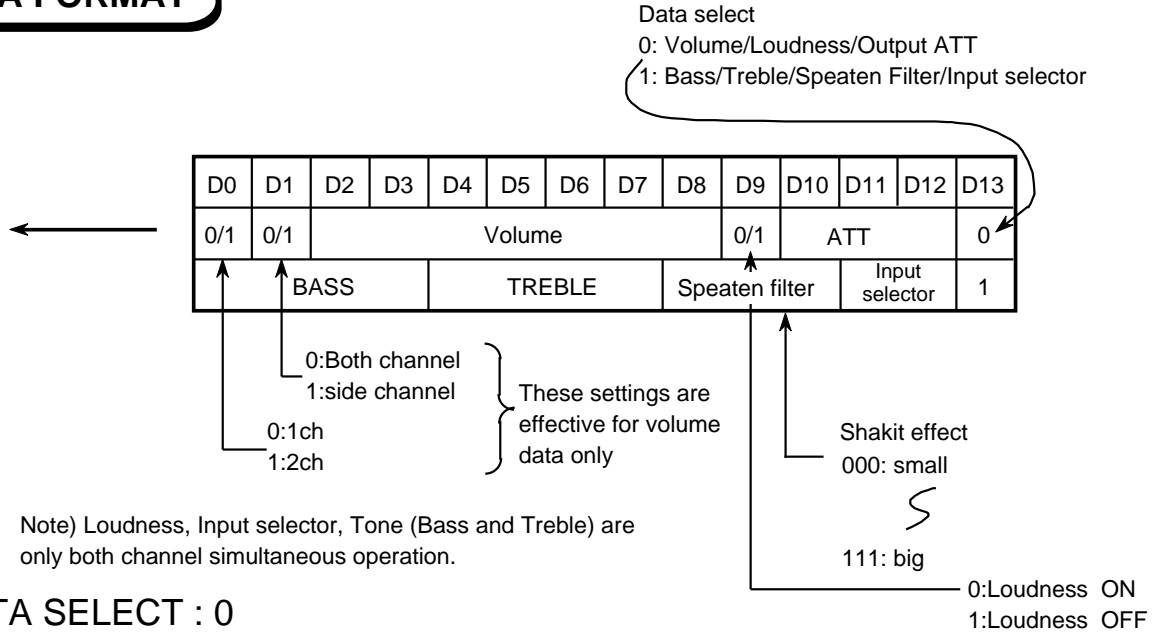 Data select
0: Volume/Loudness/Output ATT
1: Bass/Treble/Speaten Filter/Input selector
D0 D1 D2 D3 D4 D5 D6 D7 D8 D9 D10 D11 D12 D13
0/1 0/1 Volume 0/1 ATT 0
BASS TREBLE Speaten filter Input selector 1
0:Both channel
1:side channel
These settings are
effective for volume
data only
0:1ch
1:2ch
Shakit effect
000: small
111: big
Note) Loudness, Input selector, Tone (Bass and Treble) are
only both channel simultaneous operation.
0:Loudness ON
1:Loudness OFF
TA SELECT : 0